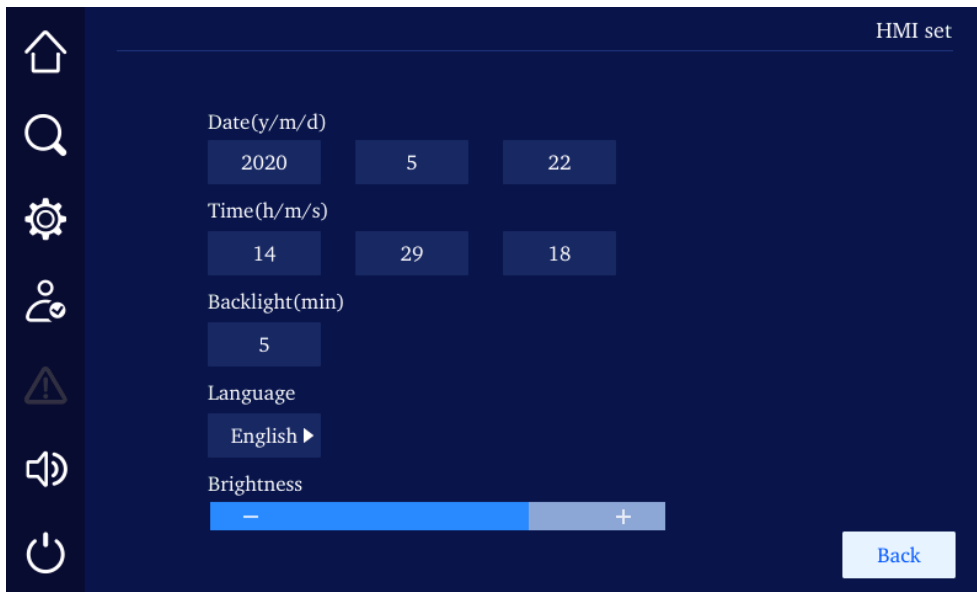 HMI set
Date(y/m/d)
2020 5 22
Time(h/m/s)
14 29 18
Backlight(min)
5
Language
English
Brightness
− +
Back